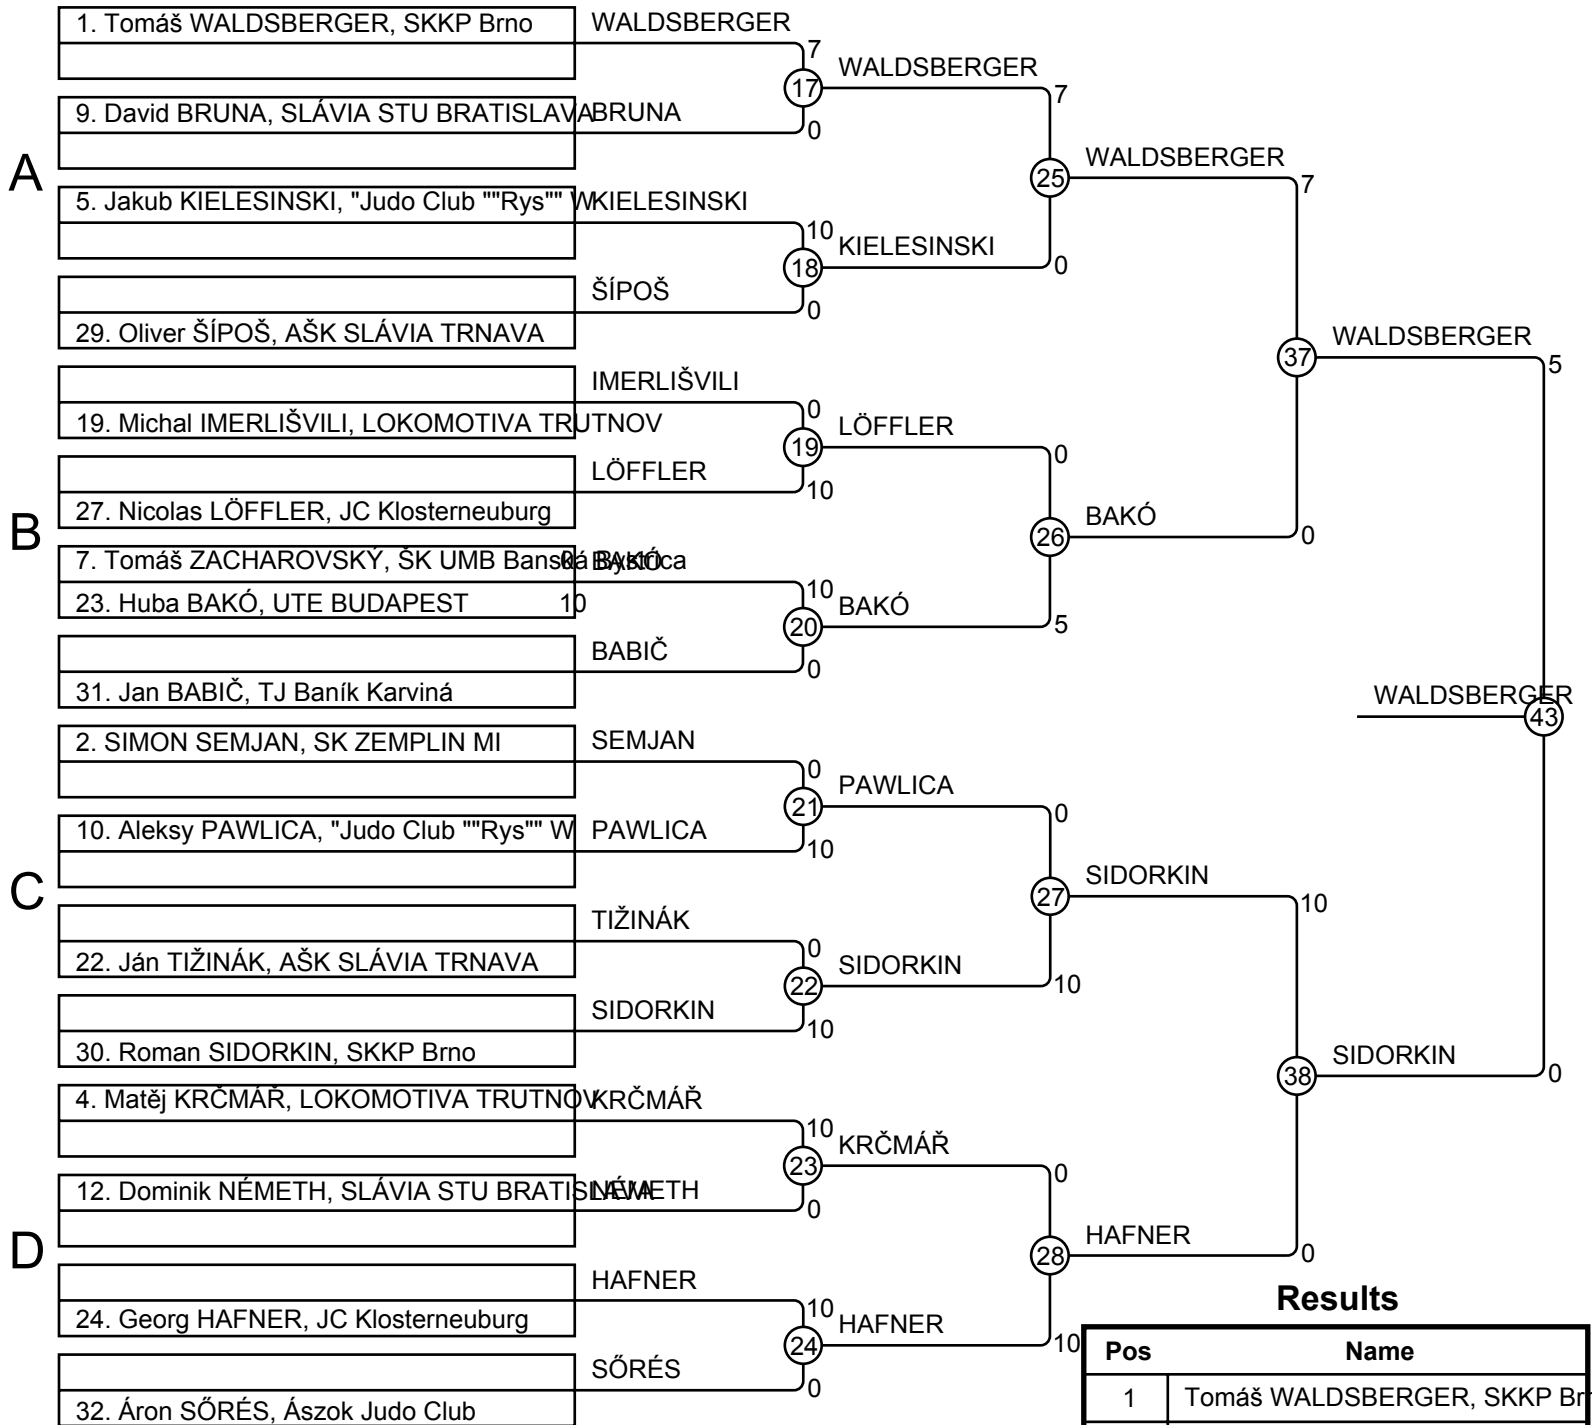 1. Tomáš WALDSBERGER, SKKP Brno
WALDSBERGER
7
17
WALDSBERGER
7
9. David BRUNA, SLÁVIA STU BRATISLAVA
BRUNA
0
A
25
WALDSBERGER
7
5. Jakub KIELESINSKI, "Judo Club ""Rys"" W
KIELESINSKI
10
18
KIELESINSKI
0
ŠÍPOŠ
0
29. Oliver ŠÍPOŠ, AŠK SLÁVIA TRNAVA
37
WALDSBERGER
5
IMERLIŠVILI
0
19. Michal IMERLIŠVILI, LOKOMOTIVA TRUTNOV
19
LÖFFLER
0
LÖFFLER
10
27. Nicolas LÖFFLER, JC Klosterneuburg
B
26
BAKÓ
0
7. Tomáš ZACHAROVSKÝ, ŠK UMB Banská Bystrica
0
BAKÓ
10
23. Huba BAKÓ, UTE BUDAPEST
10
20
BAKÓ
5
BABIČ
0
31. Jan BABIČ, TJ Baník Karviná
WALDSBERGER
43
2. SIMON SEMJAN, SK ZEMPLIN MI
SEMJAN
0
21
PAWLICA
0
10. Aleksy PAWLICA, "Judo Club ""Rys"" W
PAWLICA
10
C
27
SIDORKIN
10
TIŽINÁK
0
22. Ján TIŽINÁK, AŠK SLÁVIA TRNAVA
22
SIDORKIN
10
SIDORKIN
10
30. Roman SIDORKIN, SKKP Brno
38
SIDORKIN
0
4. Matěj KRČMÁŘ, LOKOMOTIVA TRUTNOV
KRČMÁŘ
10
23
KRČMÁŘ
0
12. Dominik NÉMETH, SLÁVIA STU BRATISLAVA
NÉMETH
0
D
28
HAFNER
0
HAFNER
10
24. Georg HAFNER, JC Klosterneuburg
24
HAFNER
10
SŐRÉS
0
32. Áron SŐRÉS, Ászok Judo Club
Results
Pos Name
1 Tomáš WALDSBERGER, SKKP Br